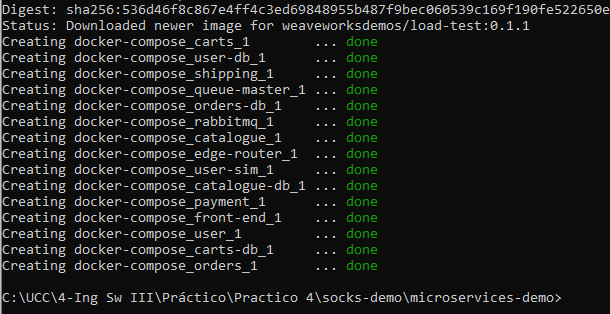 Digest: sha256:536d46f8c867e4ff4c3ed69848955b487f9bec060539c169f190fe522650e
Status: Downloaded newer image for weaveworksdemos/load-test:0.1.1
Creating docker-compose_carts_1        ... done
Creating docker-compose_user-db_1      ... done
Creating docker-compose_shipping_1     ... done
Creating docker-compose_queue-master_1 ... done
Creating docker-compose_orders-db_1    ... done
Creating docker-compose_rabbitmq_1     ... done
Creating docker-compose_catalogue_1    ... done
Creating docker-compose_edge-router_1  ... done
Creating docker-compose_user-sim_1     ... done
Creating docker-compose_catalogue-db_1 ... done
Creating docker-compose_payment_1      ... done
Creating docker-compose_front-end_1    ... done
Creating docker-compose_user_1         ... done
Creating docker-compose_carts-db_1     ... done
Creating docker-compose_orders_1       ... done
C:\UCC\4-Ing Sw III\Práctico\Practico 4\socks-demo\microservices-demo>